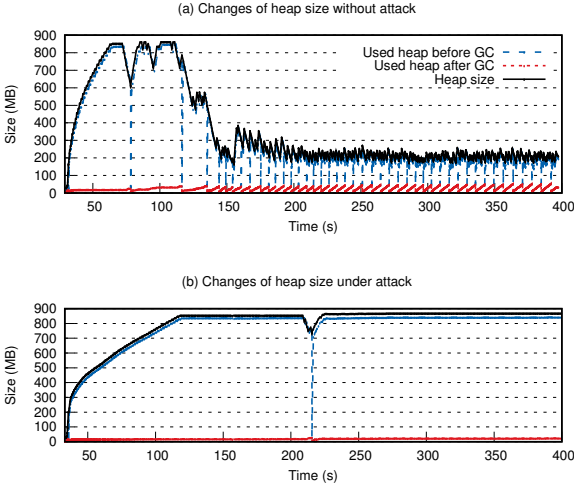 (a) Changes of heap size without attack
900
800
700
600
500
400
300
200
100
0
Size (MB)
Used heap before GC
Used heap after GC
Heap size
50 100 150 200 250 300 350 400
Time (s)
(b) Changes of heap size under attack
900
800
700
600
500
400
300
200
100
0
Size (MB)
50 100 150 200 250 300 350 400
Time (s)